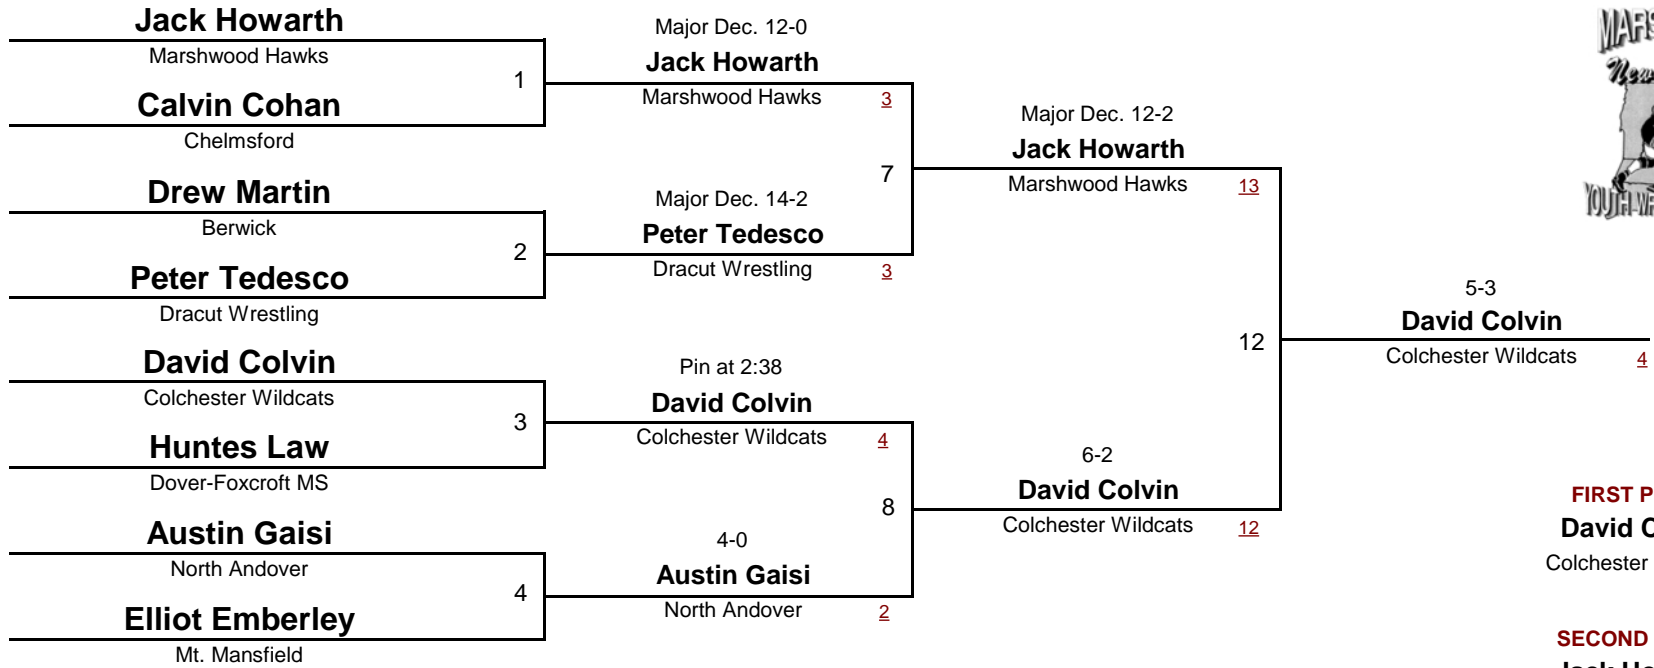 Jack Howarth
Marshwood Hawks
1
Calvin Cohan
Chelmsford
Drew Martin
Berwick
2
Peter Tedesco
Dracut Wrestling
David Colvin
Colchester Wildcats
3
Huntes Law
Dover-Foxcroft MS
Austin Gaisi
North Andover
4
Elliot Emberley
Mt. Mansfield
Major Dec. 12-0
Jack Howarth
Marshwood Hawks 3
7
Major Dec. 14-2
Peter Tedesco
Dracut Wrestling 3
Pin at 2:38
David Colvin
Colchester Wildcats 4
8
4-0
Austin Gaisi
North Andover 2
Major Dec. 12-2
Jack Howarth
Marshwood Hawks 13
12
6-2
David Colvin
Colchester Wildcats 12
5-3
David Colvin
Colchester Wildcats 4
FIRST P
David C
Colchester
SECOND
YOUTH